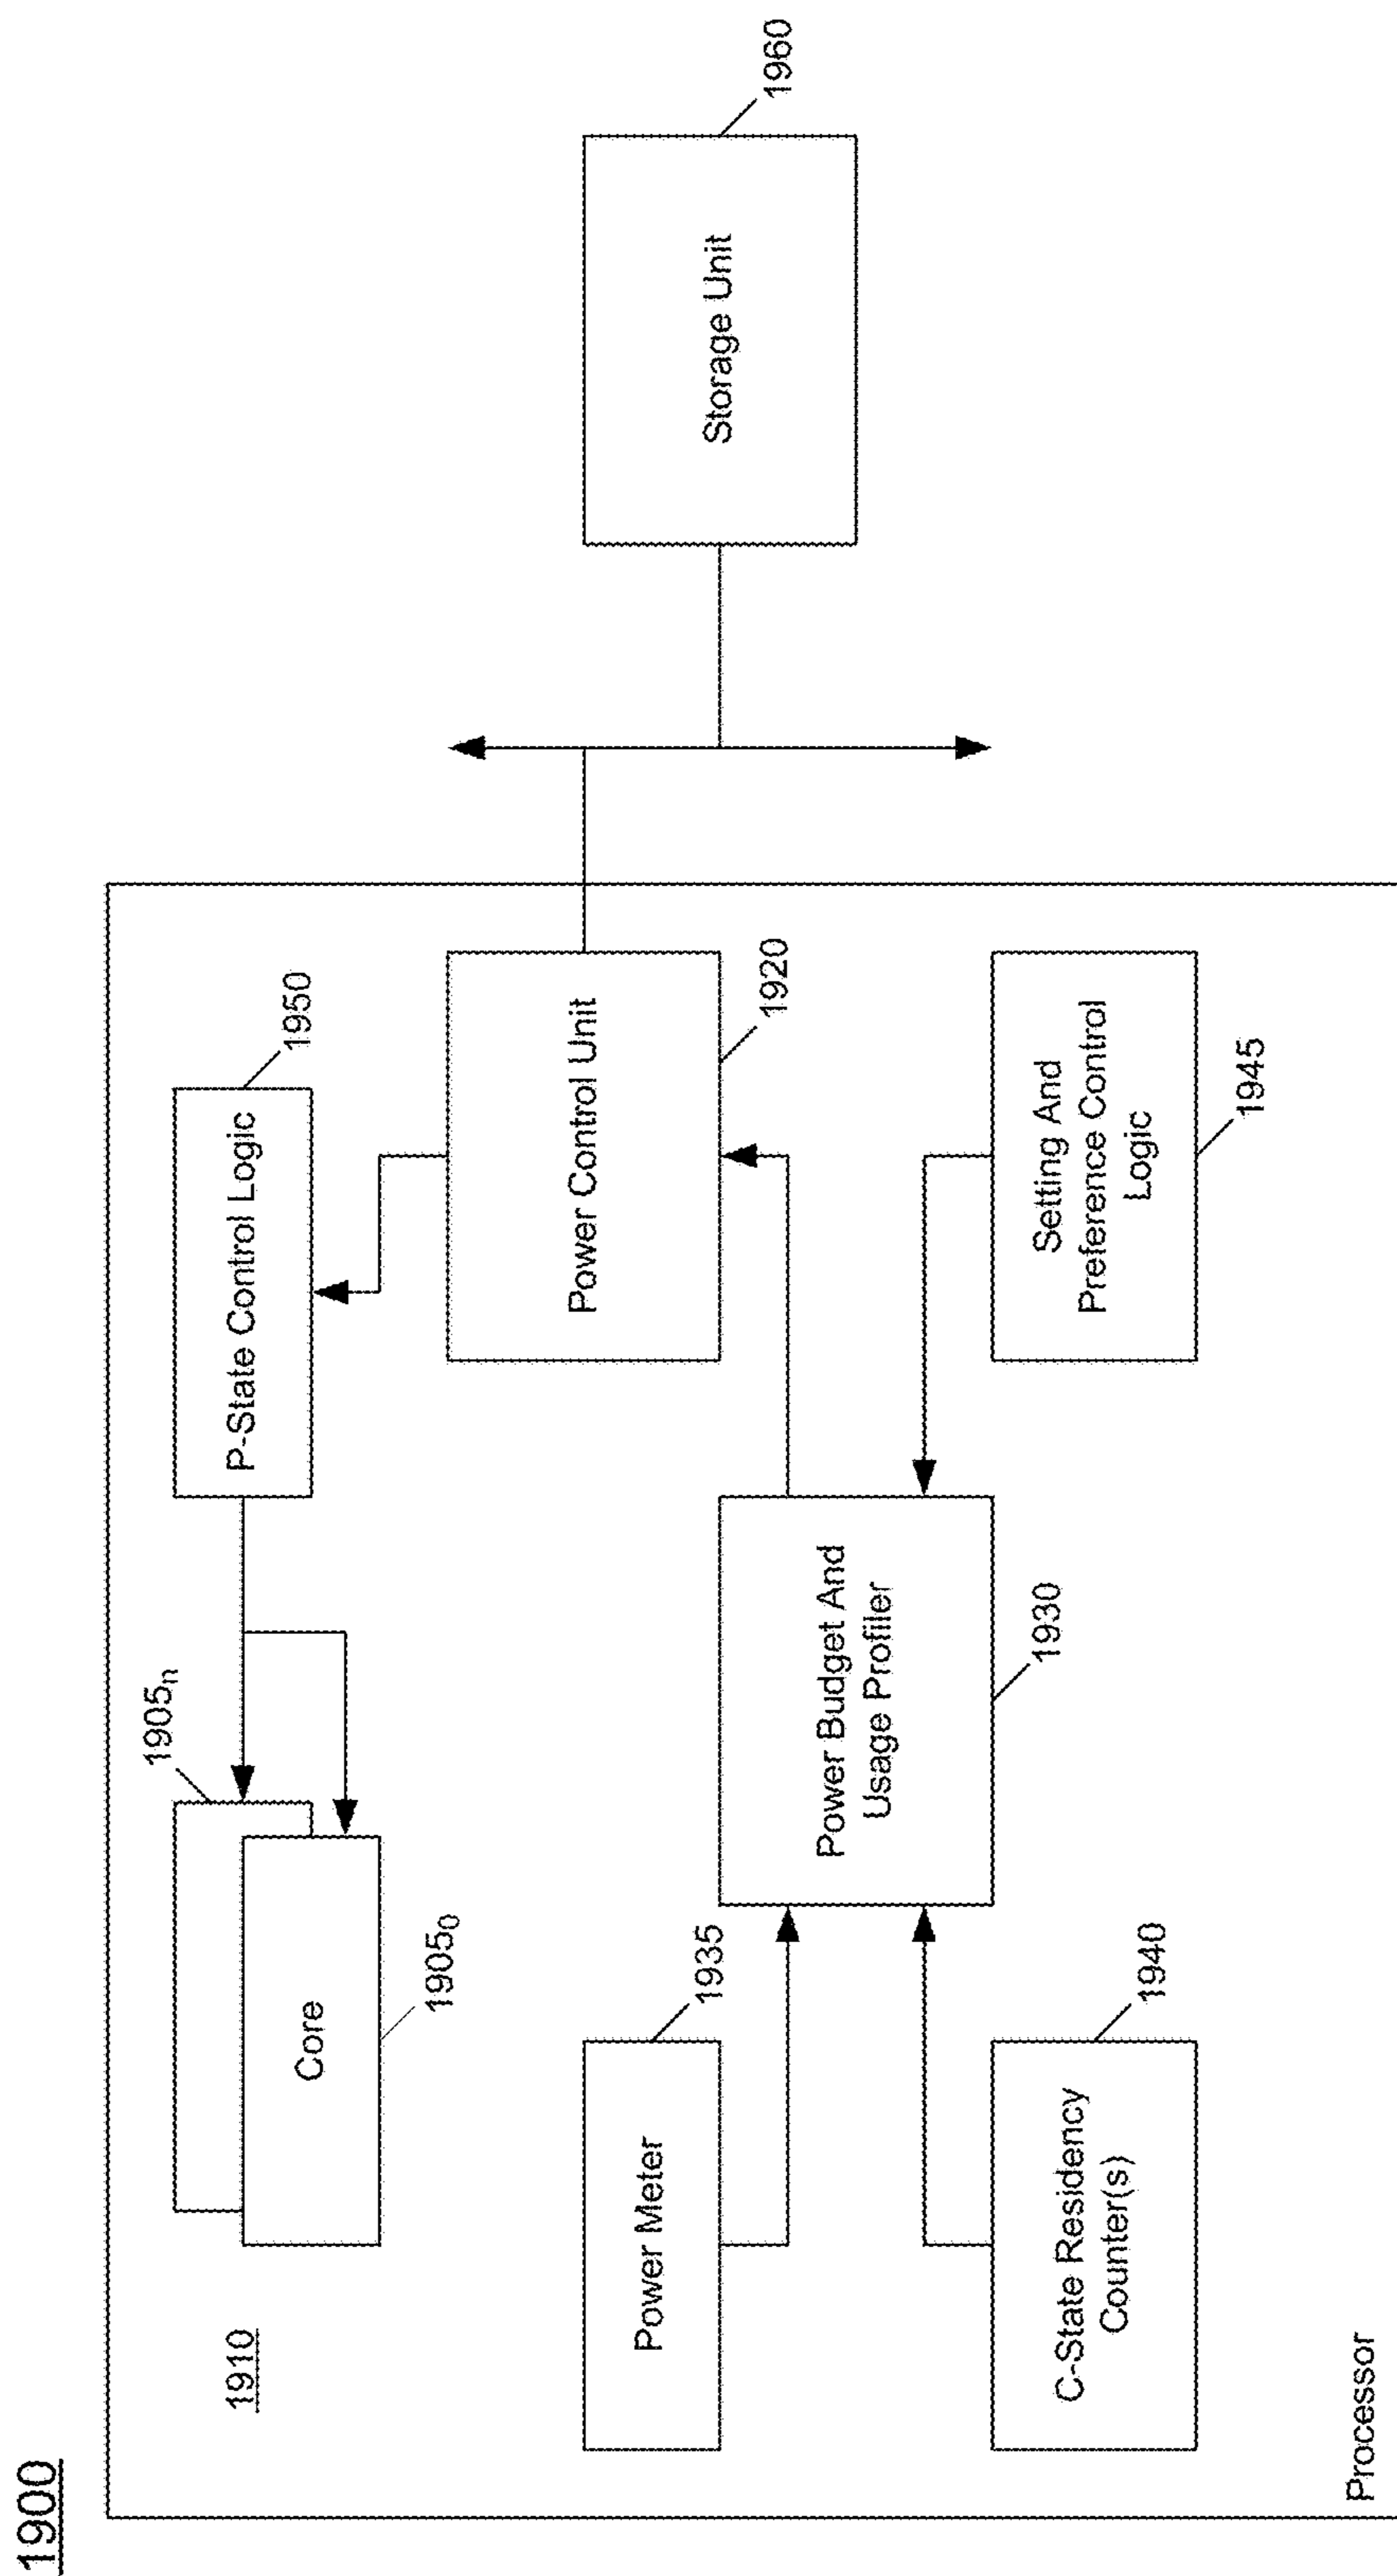 1900
1910
Core
1905n
19050
P-State Control Logic
1950
Power Meter
1935
Power Control Unit
1920
Storage Unit
1960
Power Budget And
Usage Profiler
1930
C-State Residency
Counter(s)
1940
Setting And
Preference Control
Logic
1945
Processor